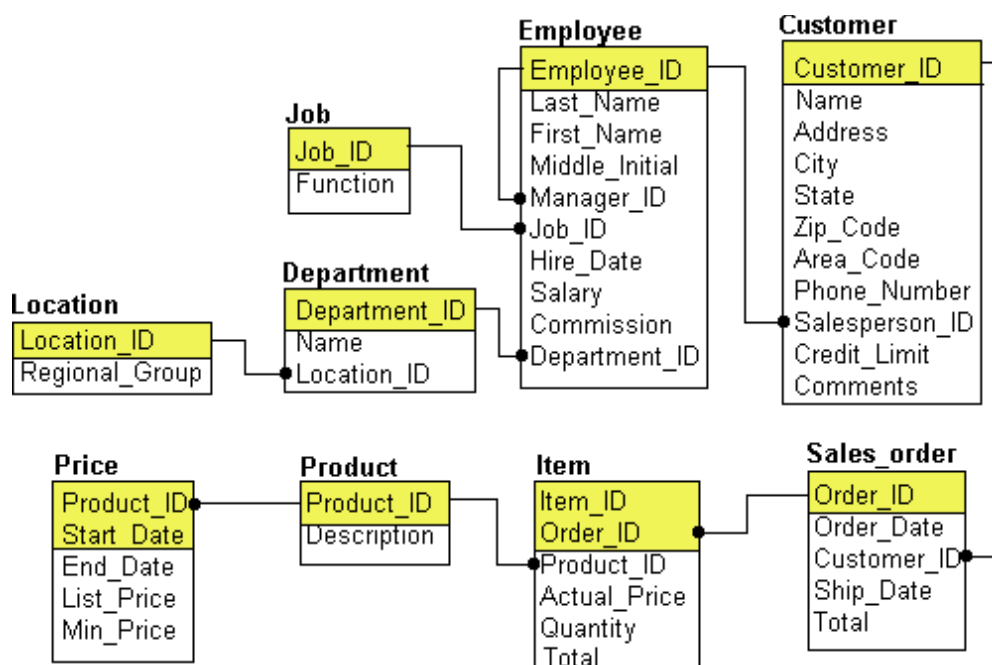 Employee
Employee_ID
Last_Name
First_Name
Middle_Initial
Manager_ID
Job_ID
Hire_Date
Salary
Commission
Department_ID
Customer
Customer_ID
Name
Address
City
State
Zip_Code
Area_Code
Phone_Number
Salesperson_ID
Credit_Limit
Comments
Job
Job_ID
Function
Department
Department_ID
Name
Location_ID
Location
Location_ID
Regional_Group
Price
Product_ID
Start_Date
End_Date
List_Price
Min_Price
Product
Product_ID
Description
Item
Item_ID
Order_ID
Product_ID
Actual_Price
Quantity
Total
Sales_order
Order_ID
Order_Date
Customer_ID
Ship_Date
Total